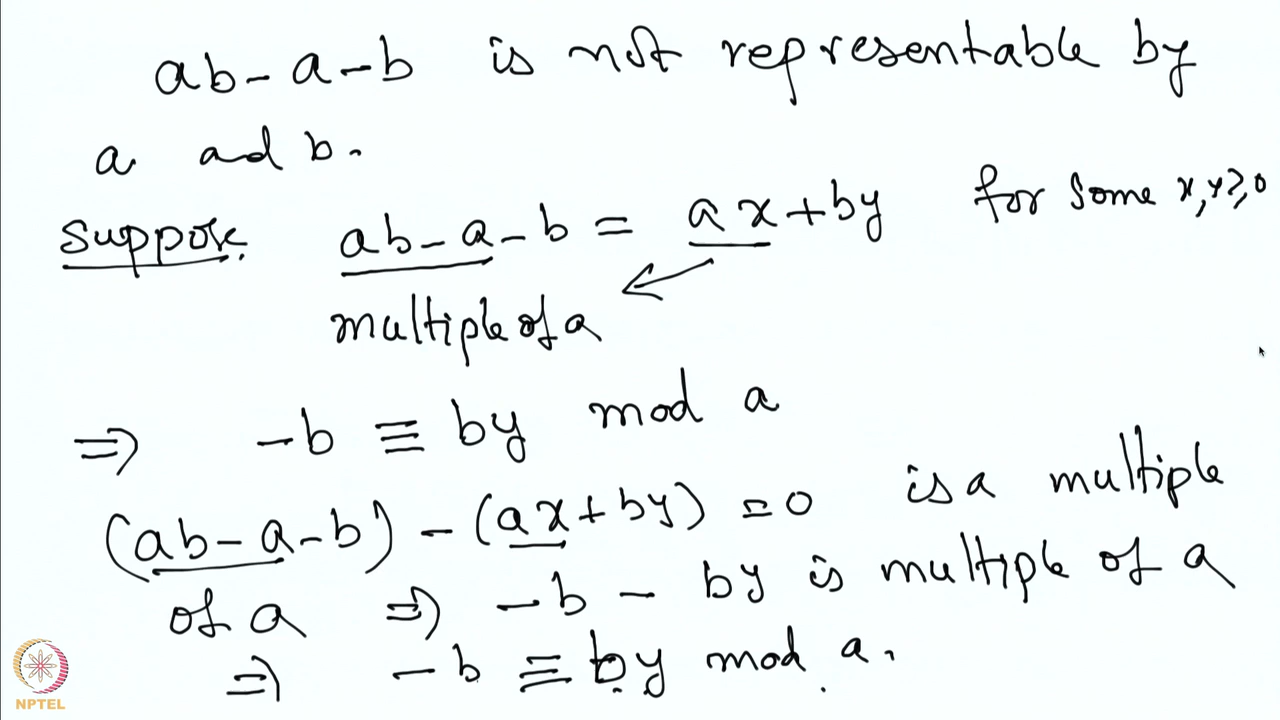 ab - a - b is not representable by
a and b.
Suppose. ab - a - b = ax + by for some x, y ≥, 0
multiple of a
⇒ -b ≡ by mod a
(ab - a - b) - (ax + by) = 0 is a multiple
of a ⇒ -b - by is multiple of a
⇒ -b ≡ by mod a.
NPTEL